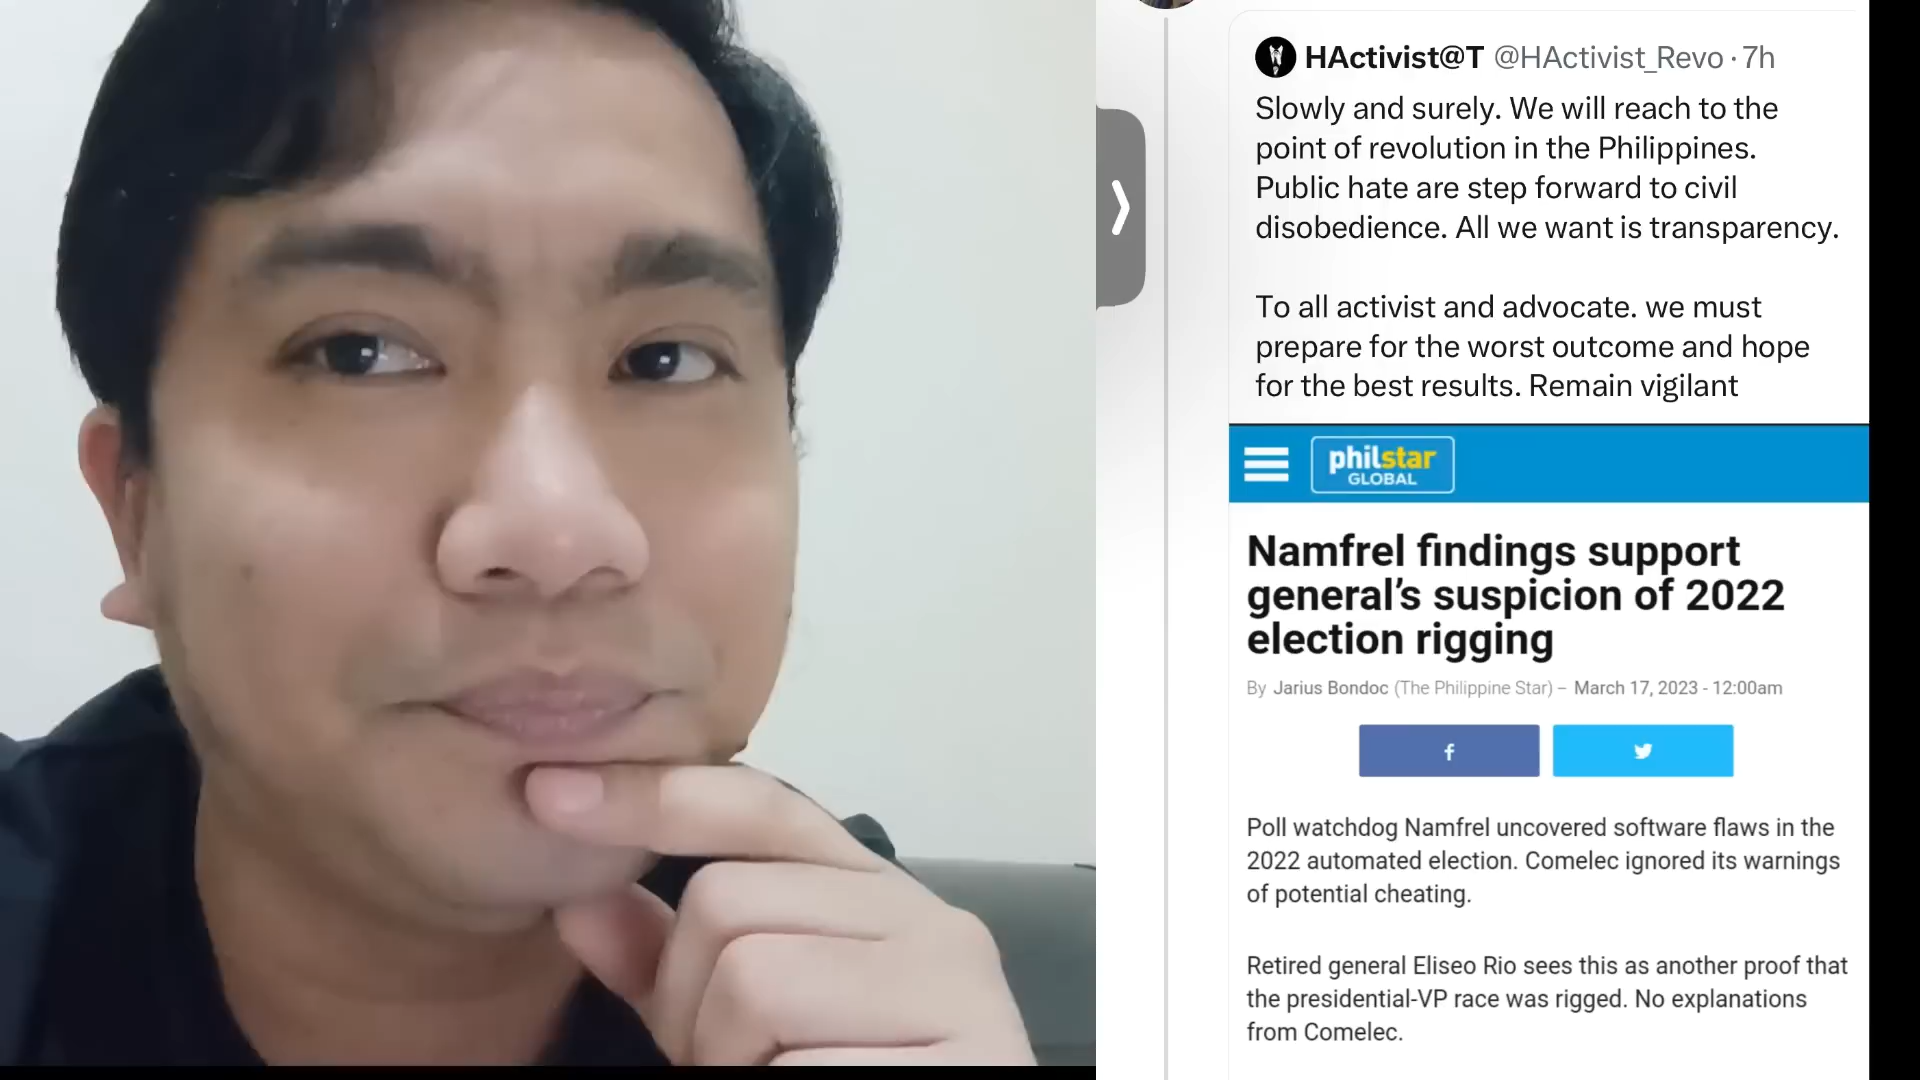 HActivist@T @HActivist_Revo · 7h
Slowly and surely. We will reach to the
point of revolution in the Philippines.
Public hate are step forward to civil
disobedience. All we want is transparency.
To all activist and advocate. we must
prepare for the worst outcome and hope
for the best results. Remain vigilant
philstar
GLOBAL
Namfrel findings support
general’s suspicion of 2022
election rigging
By Jarius Bondoc (The Philippine Star) – March 17, 2023 - 12:00am
Poll watchdog Namfrel uncovered software flaws in the
2022 automated election. Comelec ignored its warnings
of potential cheating.
Retired general Eliseo Rio sees this as another proof that
the presidential-VP race was rigged. No explanations
from Comelec.